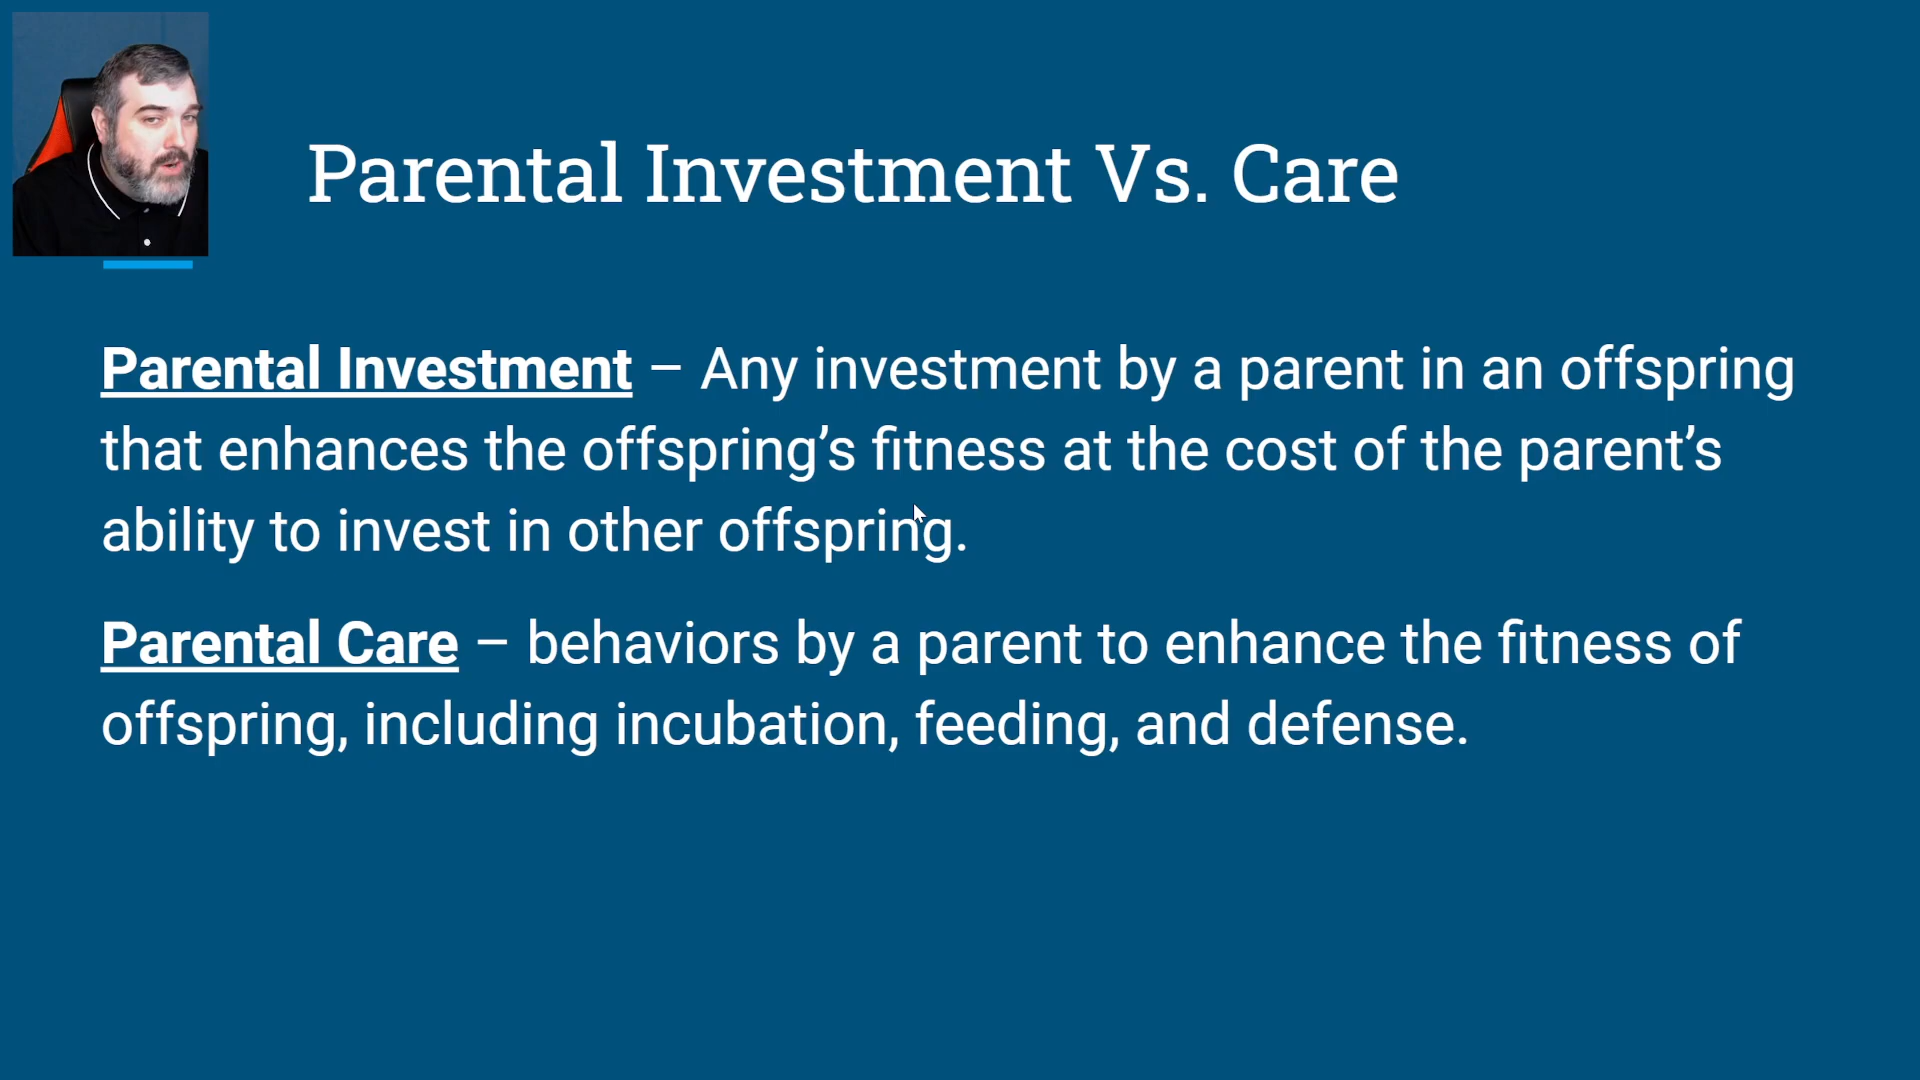 Parental Investment Vs. Care
Parental Investment – Any investment by a parent in an offspring
that enhances the offspring’s fitness at the cost of the parent’s
ability to invest in other offspring.
Parental Care – behaviors by a parent to enhance the fitness of
offspring, including incubation, feeding, and defense.